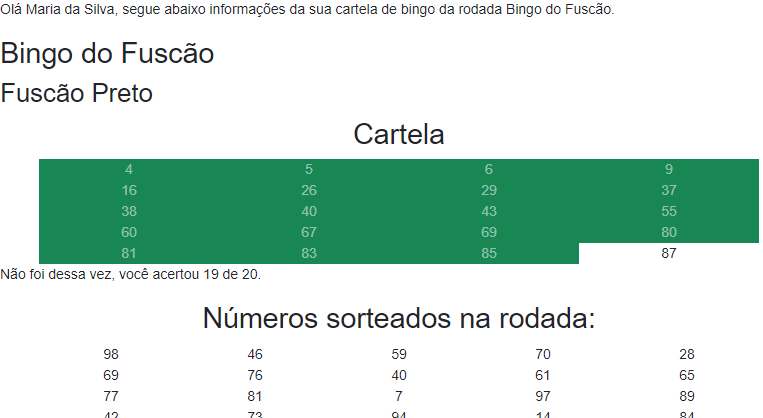 Olá Maria da Silva, segue abaixo informações da sua cartela de bingo da rodada Bingo do Fuscão.
Bingo do Fuscão
Fuscão Preto
Cartela
4 5 6 9
16 26 29 37
38 40 43 55
60 67 69 80
81 83 85 87
Não foi dessa vez, você acertou 19 de 20.
Números sorteados na rodada:
98 46 59 70 28
69 76 40 61 65
77 81 7 97 89
42 73 94 14 84